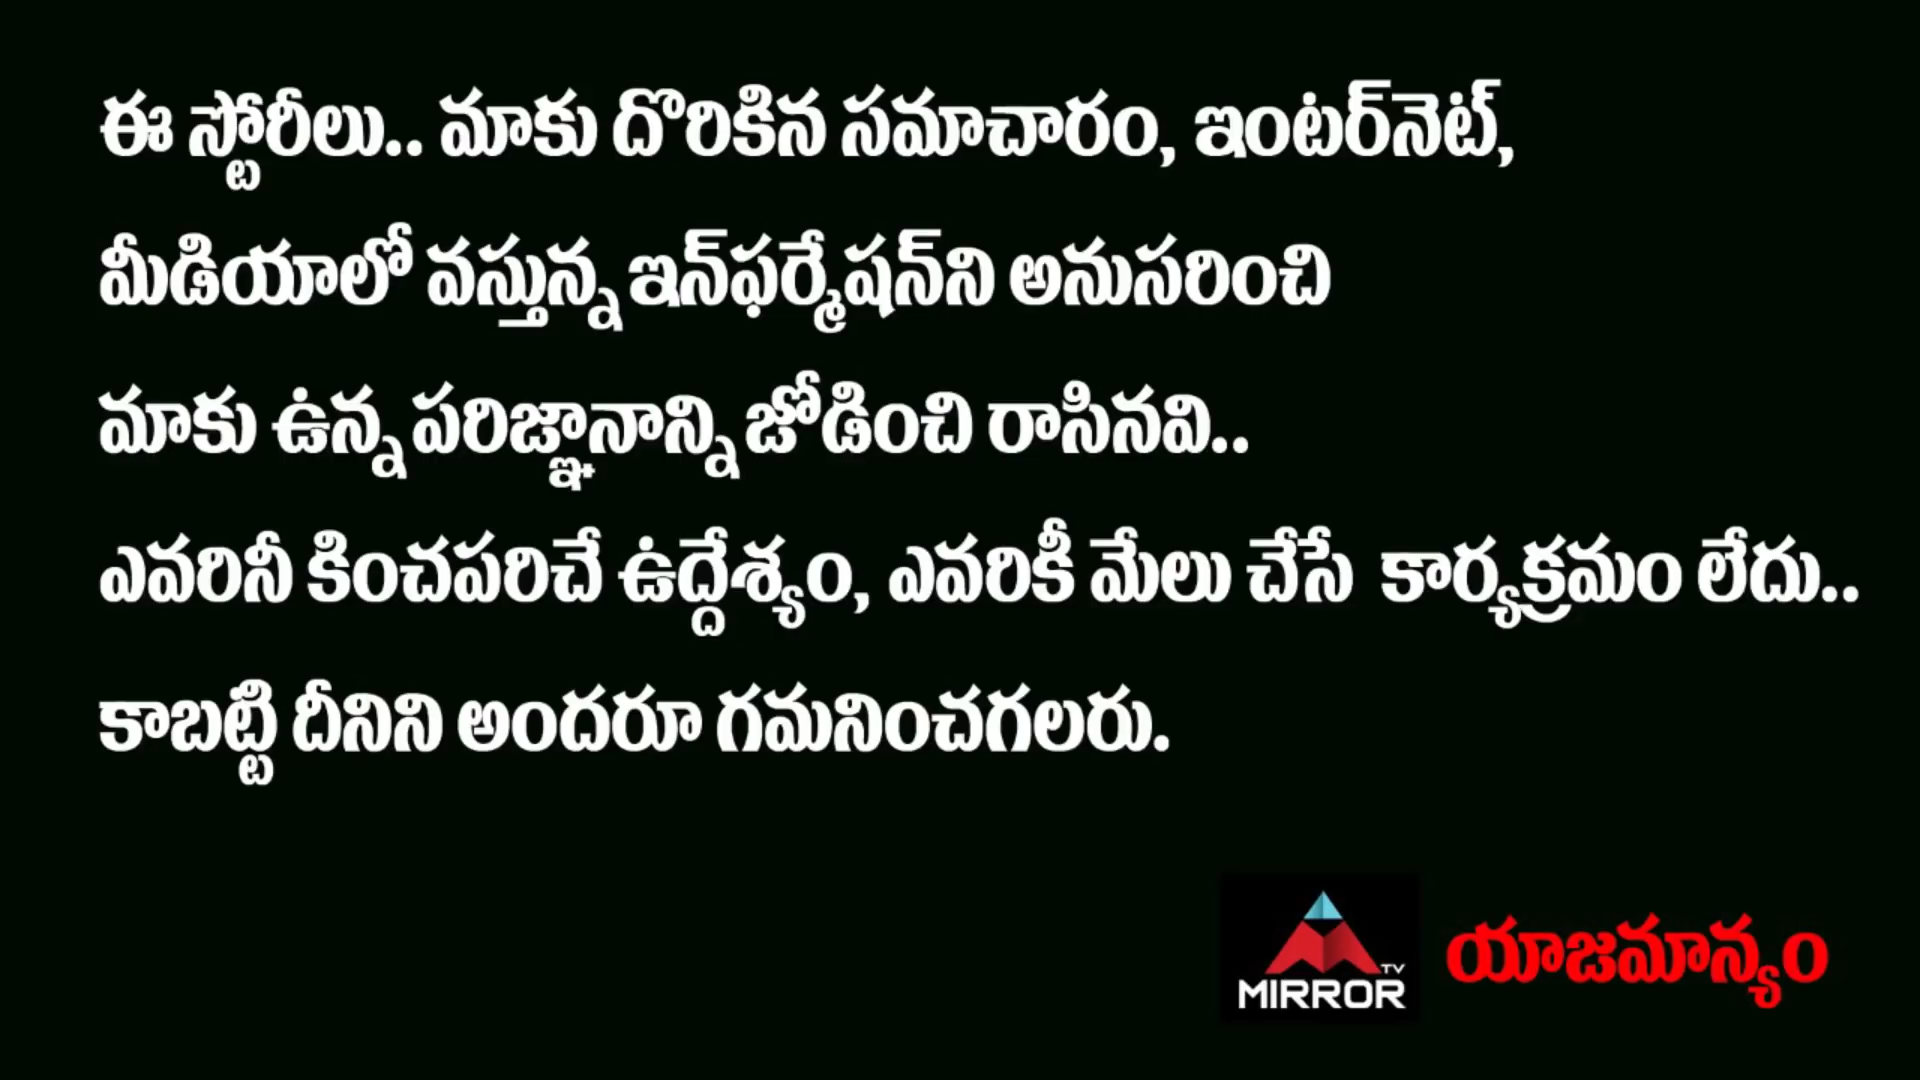 ఈ స్టోరీలు.. మాకు దొరికిన సమాచారం, ఇంటర్‌నెట్,
మీడియాలో వస్తున్న ఇన్‌ఫర్మేషన్‌ని అనుసరించి
మాకు ఉన్న పరిజ్ఞానాన్ని జోడించి రాసినవి..
ఎవరినీ కించపరిచే ఉద్దేశ్యం, ఎవరికీ మేలు చేసే కార్యక్రమం లేదు..
కాబట్టి దీనిని అందరూ గమనించగలరు.
TV
MIRROR
యాజమాన్యం